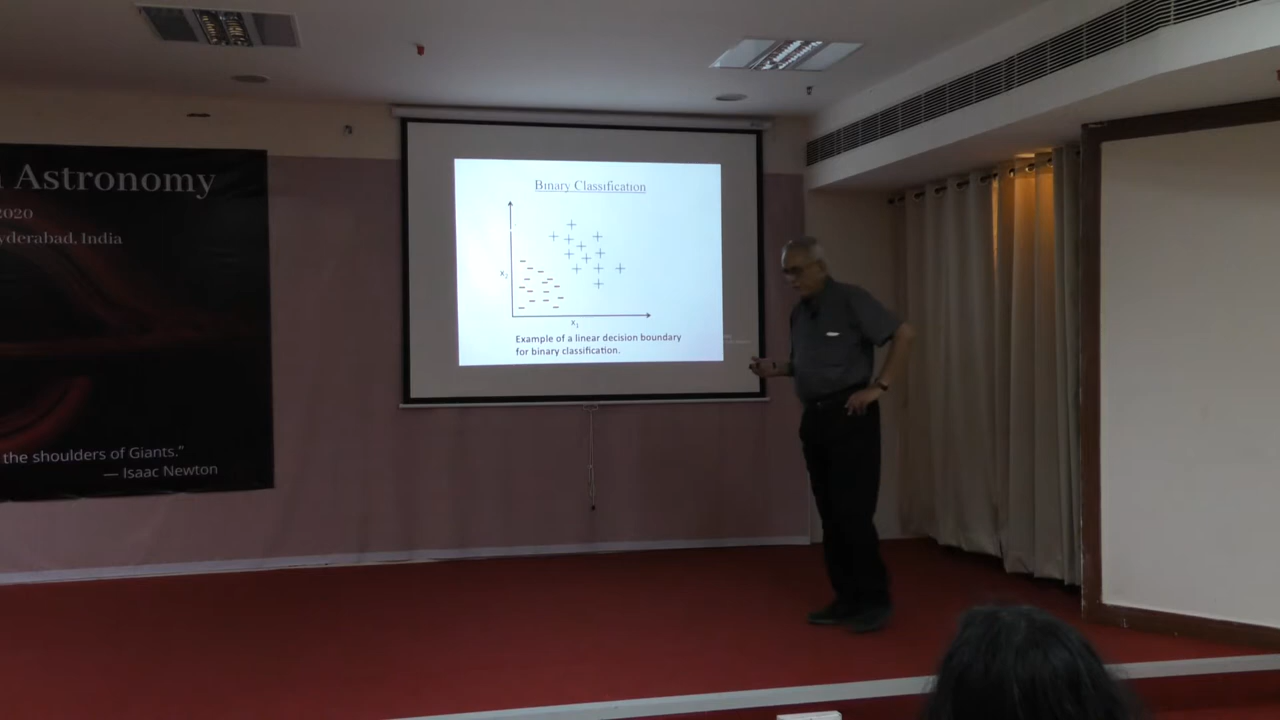 Astronomy
2020
yderabad, India
the shoulders of Giants.”
— Isaac Newton
Binary Classification
x₂
x₁
Example of a linear decision boundary
for binary classification.